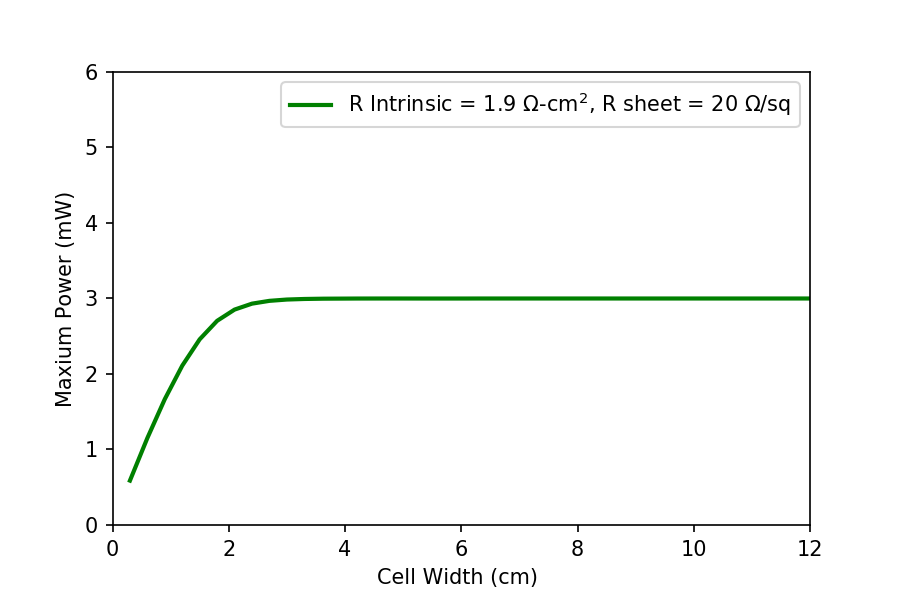 R Intrinsic = 1.9 Ω-cm², R sheet = 20 Ω/sq
6
5
4
3
2
1
0
Maxium Power (mW)
0 2 4 6 8 10 12
Cell Width (cm)